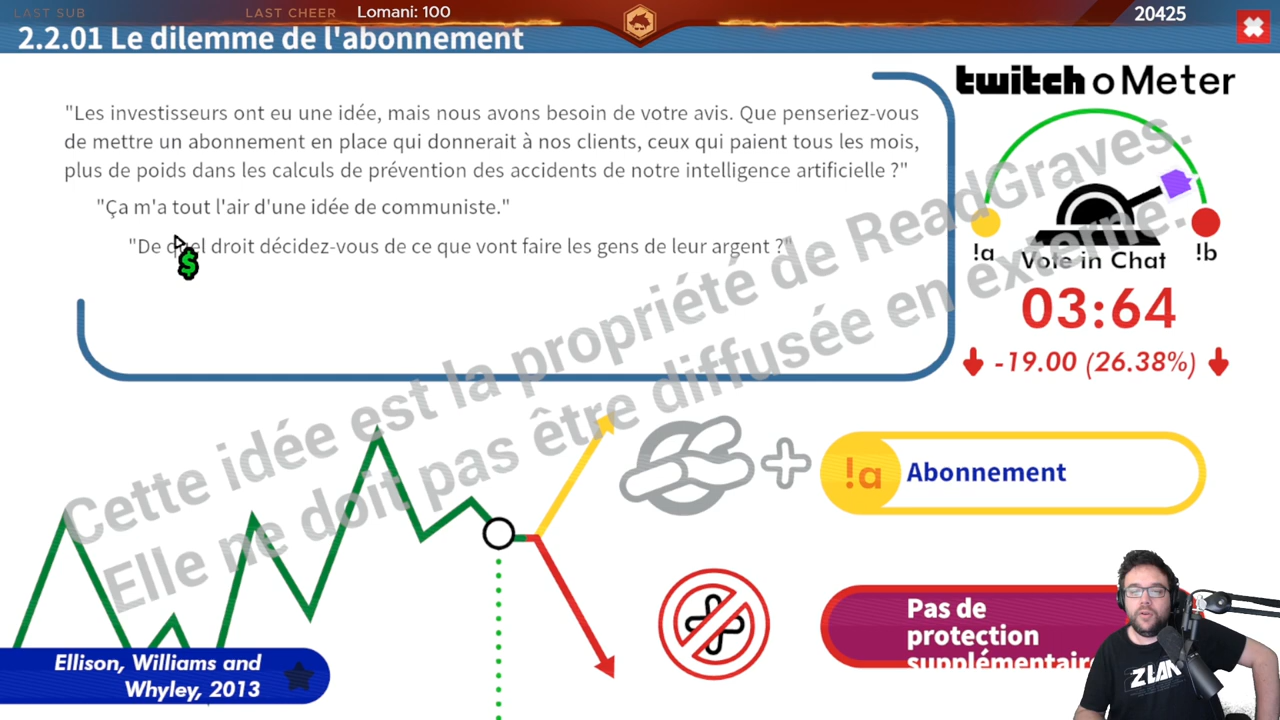 LAST SUB
LAST CHEER
Lomani: 100
20425
2.2.01 Le dilemme de l'abonnement
"Les investisseurs ont eu une idée, mais nous avons besoin de votre avis. Que penseriez-vous
de mettre un abonnement en place qui donnerait à nos clients, ceux qui paient tous les mois,
plus de poids dans les calculs de prévention des accidents de notre intelligence artificielle ?"
"Ça m'a tout l'air d'une idée de communiste."
"De quel droit décidez-vous de ce que vont faire les gens de leur argent ?"
twitch o Meter
!a
Vote in Chat
!b
03:64
-19.00 (26.38%)
Cette idée est la propriété de ReadGraves.
Elle ne doit pas être diffusée en externe.
!a Abonnement
Pas de
protection
supplémentaire
Ellison, Williams and
Whyley, 2013
ZLAN